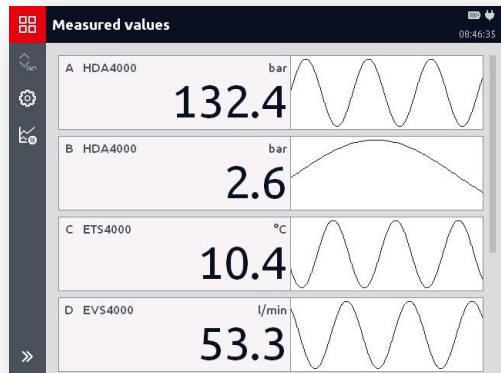 Measured values
08:46:35
A HDA4000 bar
132.4
B HDA4000 bar
2.6
C ETS4000 °C
10.4
D EVS4000 l/min
53.3